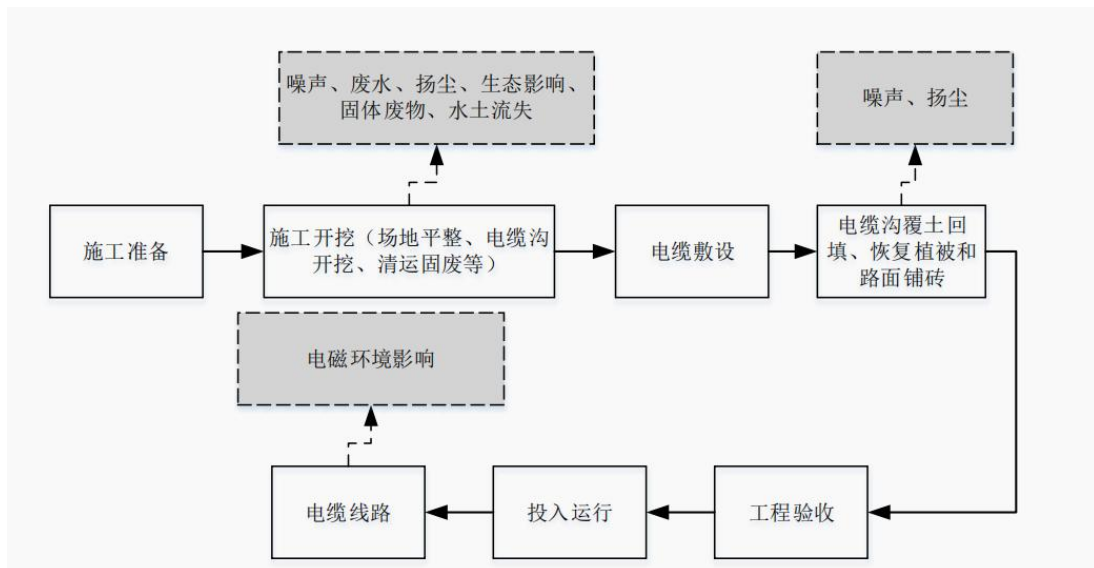 噪声、废水、扬尘、生态影响、
固体废物、水土流失
噪声、扬尘
施工准备
施工开挖（场地平整、电缆沟
开挖、清运固废等）
电缆敷设
电缆沟覆土回
填、恢复植被和
路面铺砖
电磁环境影响
电缆线路
投入运行
工程验收